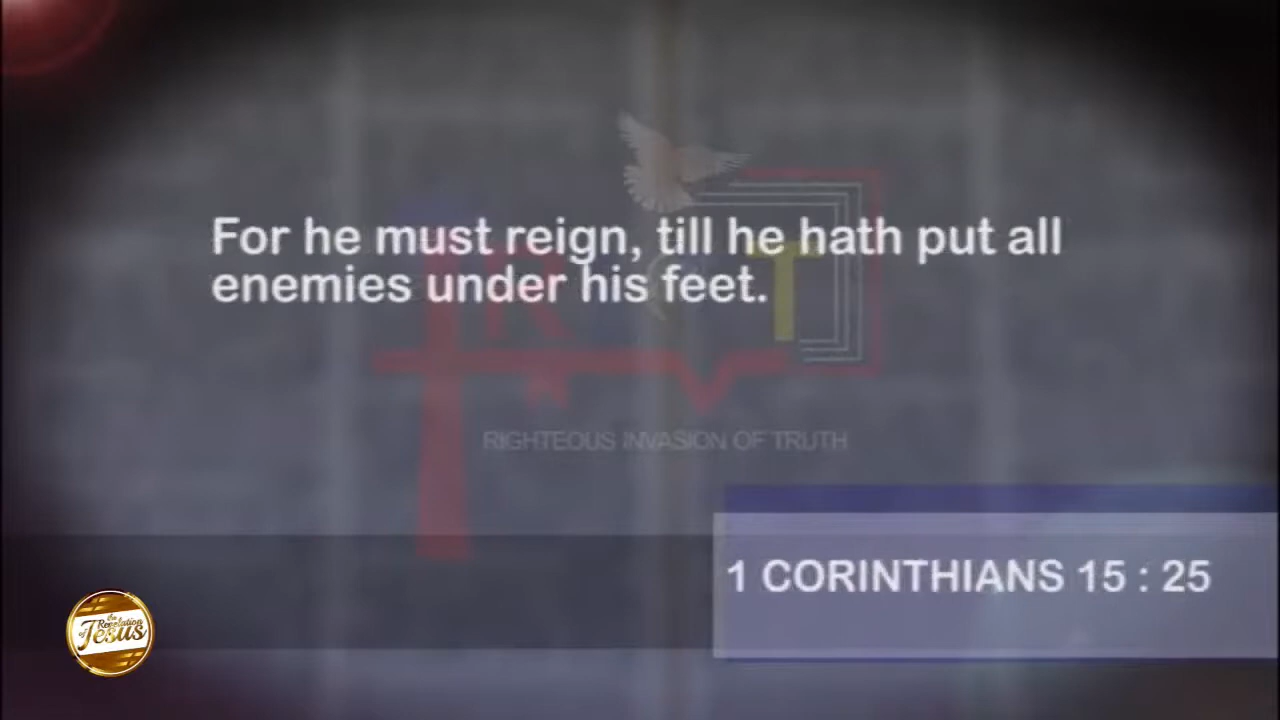 For he must reign, till he hath put all
enemies under his feet.
R T
RIGHTEOUS INVASION OF TRUTH
1 CORINTHIANS 15 : 25
the
Revelation
of Jesus